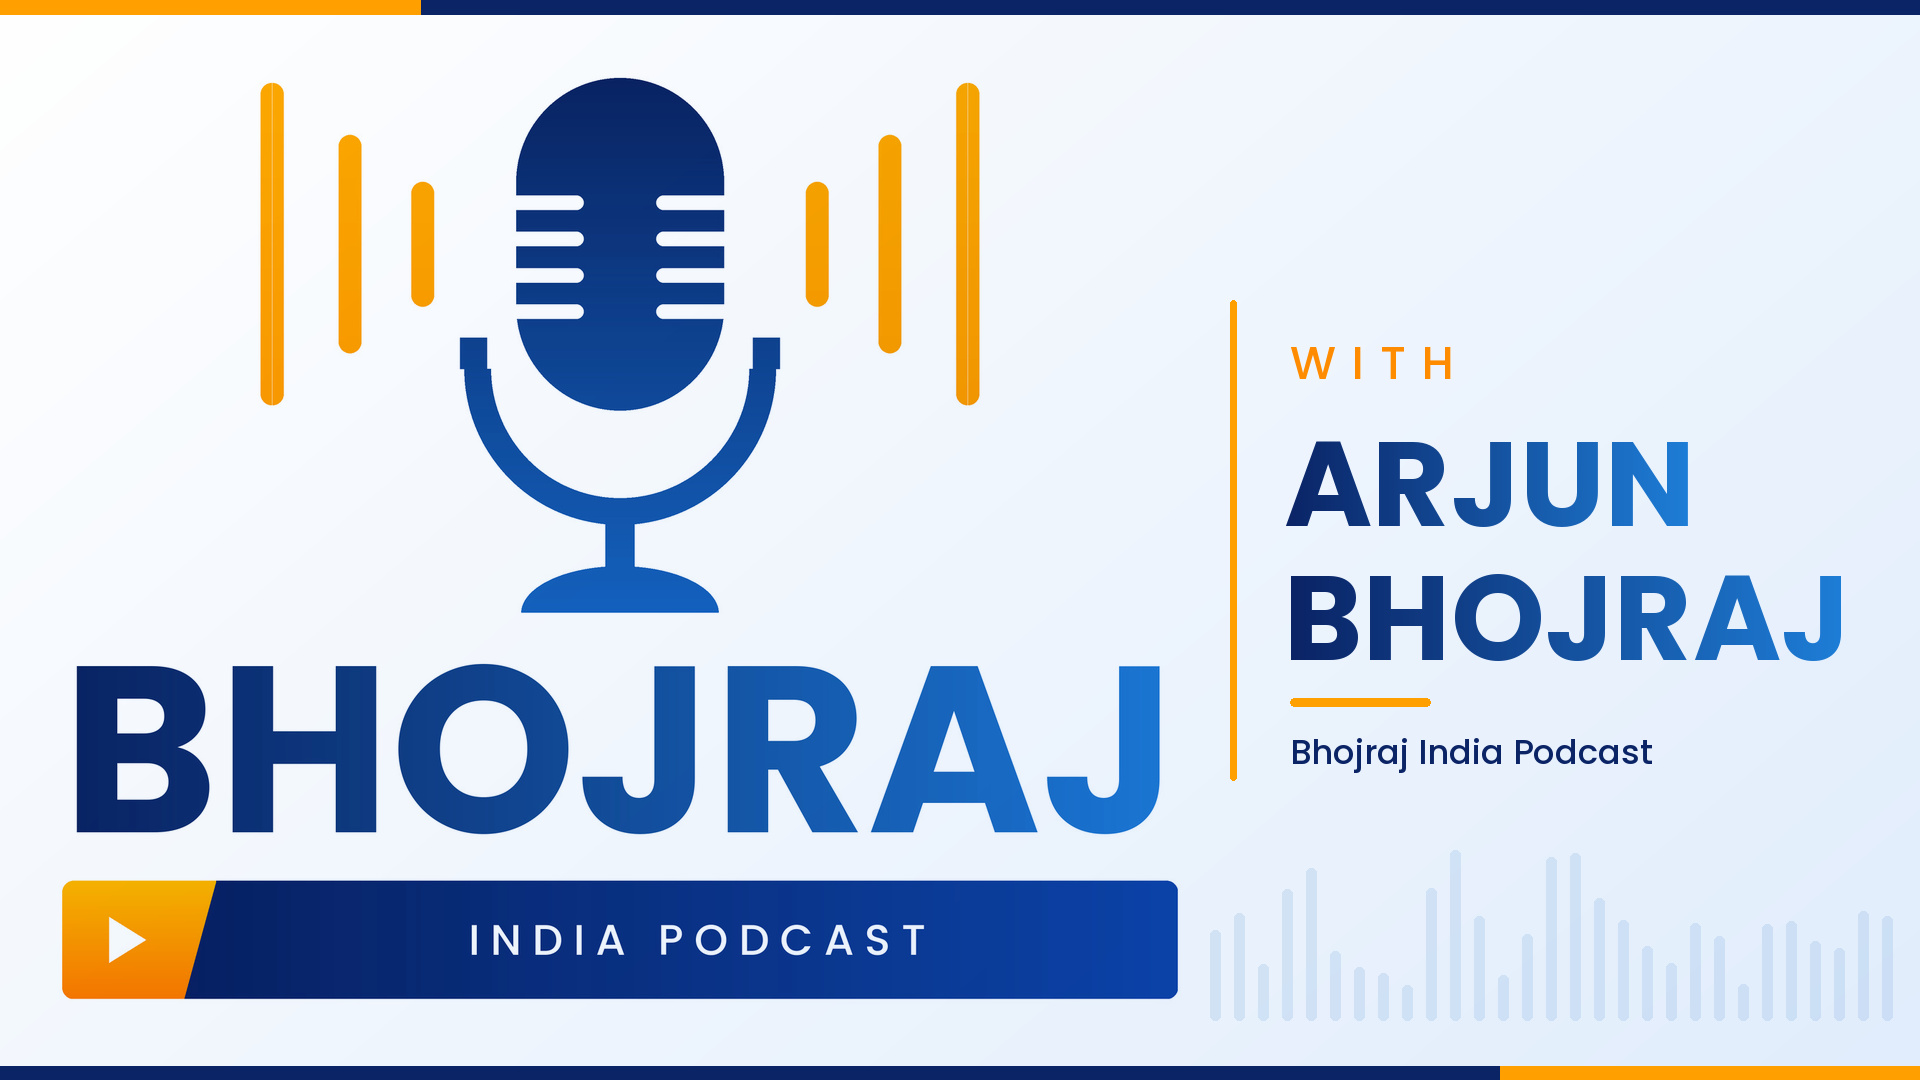 BHOJRAJ
INDIA PODCAST
WITH
ARJUN
BHOJRAJ
Bhojraj India Podcast